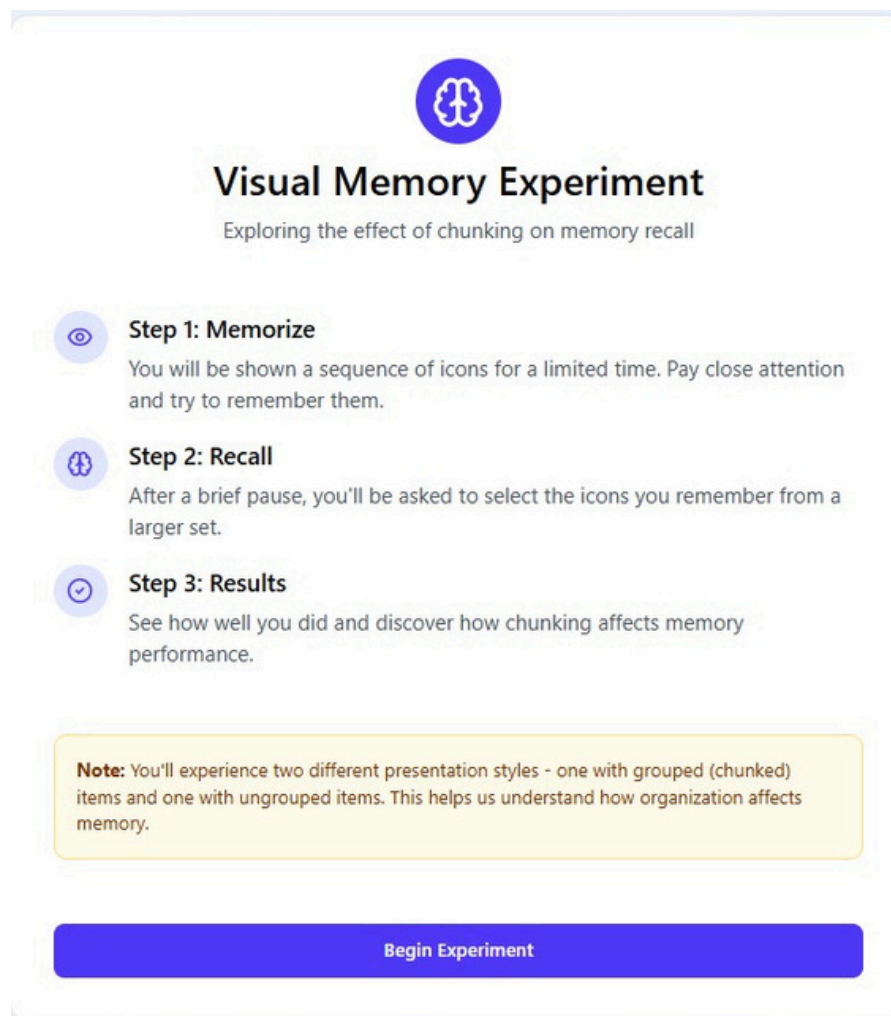 Visual Memory Experiment
Exploring the effect of chunking on memory recall
Step 1: Memorize
You will be shown a sequence of icons for a limited time. Pay close attention
and try to remember them.
Step 2: Recall
After a brief pause, you'll be asked to select the icons you remember from a
larger set.
Step 3: Results
See how well you did and discover how chunking affects memory
performance.
Note: You'll experience two different presentation styles - one with grouped (chunked)
items and one with ungrouped items. This helps us understand how organization affects
memory.
Begin Experiment